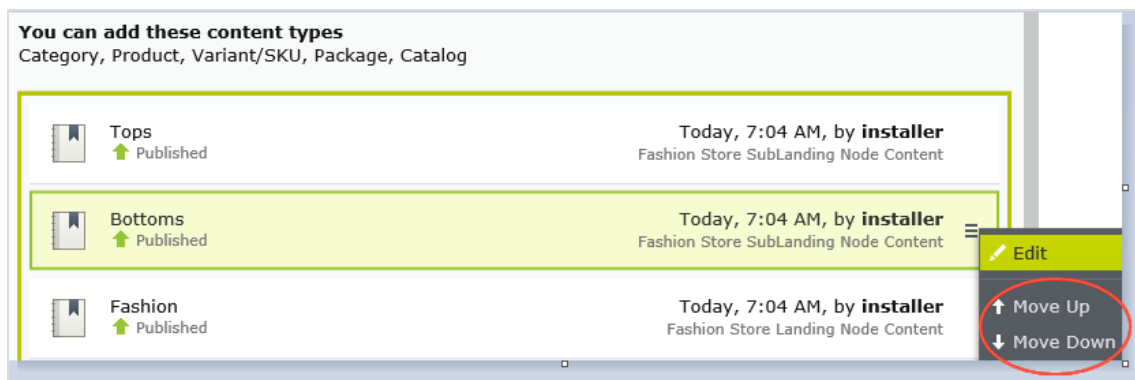 You can add these content types
Category, Product, Variant/SKU, Package, Catalog
Tops
Today, 7:04 AM, by installer
Published
Fashion Store SubLanding Node Content
Bottoms
Today, 7:04 AM, by installer
Published
Fashion Store SubLanding Node Content
Edit
Fashion
Today, 7:04 AM, by installer
Published
Fashion Store Landing Node Content
Move Up
Move Down